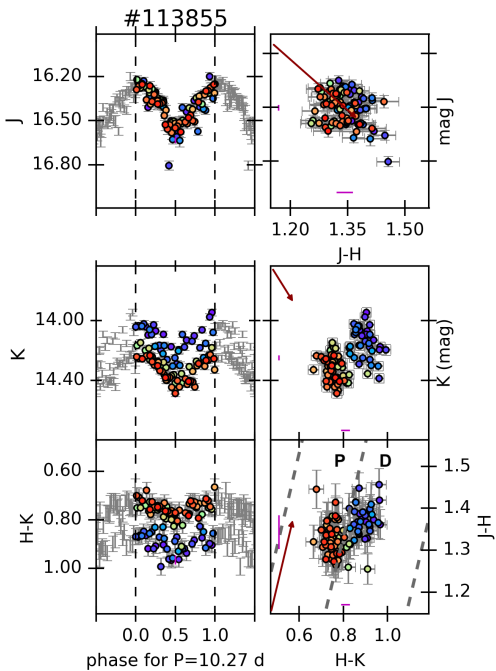 #113855
J
16.20
16.50
16.80
mag J
1.20 1.35 1.50
J-H
K
14.00
14.40
K (mag)
H-K
0.60
0.80
1.00
P D
1.5
1.4
1.3
1.2
J-H
0.0 0.5 1.0
phase for P=10.27 d
0.6 0.8 1.0
H-K